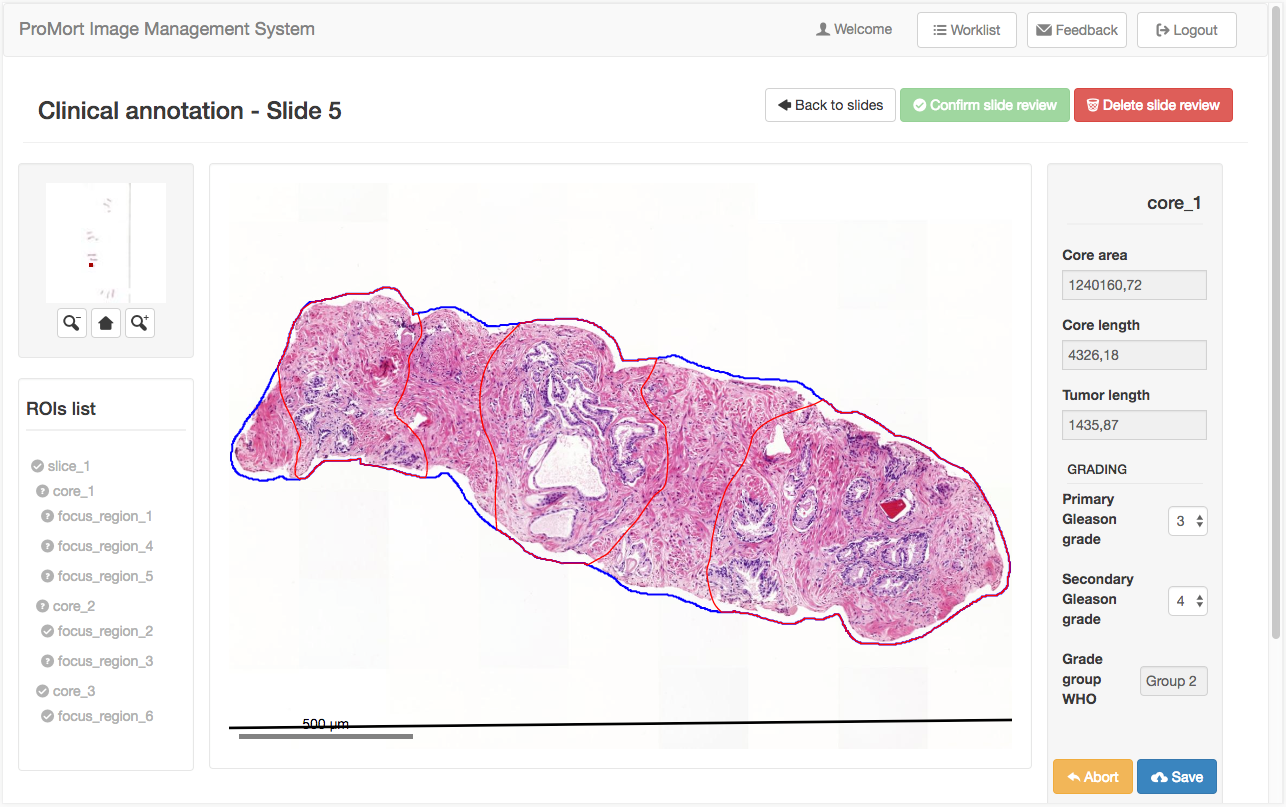 ProMort Image Management System
Welcome
Worklist
Feedback
Logout
Clinical annotation - Slide 5
Back to slides
Confirm slide review
Delete slide review
ROIs list
slice_1
core_1
focus_region_1
focus_region_4
focus_region_5
core_2
focus_region_2
focus_region_3
core_3
focus_region_6
500 µm
core_1
Core area
1240160,72
Core length
4326,18
Tumor length
1435,87
GRADING
Primary
Gleason
grade
3
Secondary
Gleason
grade
4
Grade
group
WHO
Group 2
Abort
Save